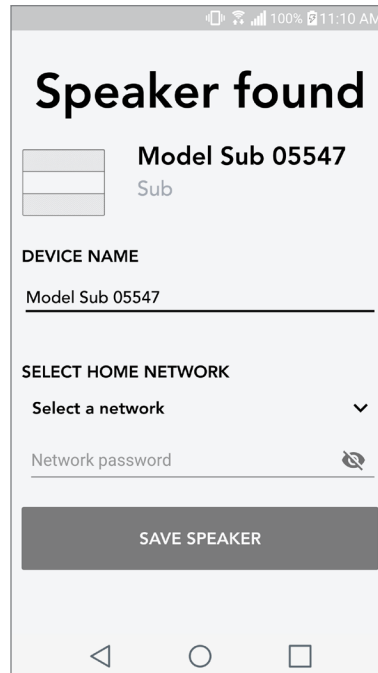 100% 11:10 AM
Speaker found
Model Sub 05547
Sub
DEVICE NAME
Model Sub 05547
SELECT HOME NETWORK
Select a network
Network password
SAVE SPEAKER